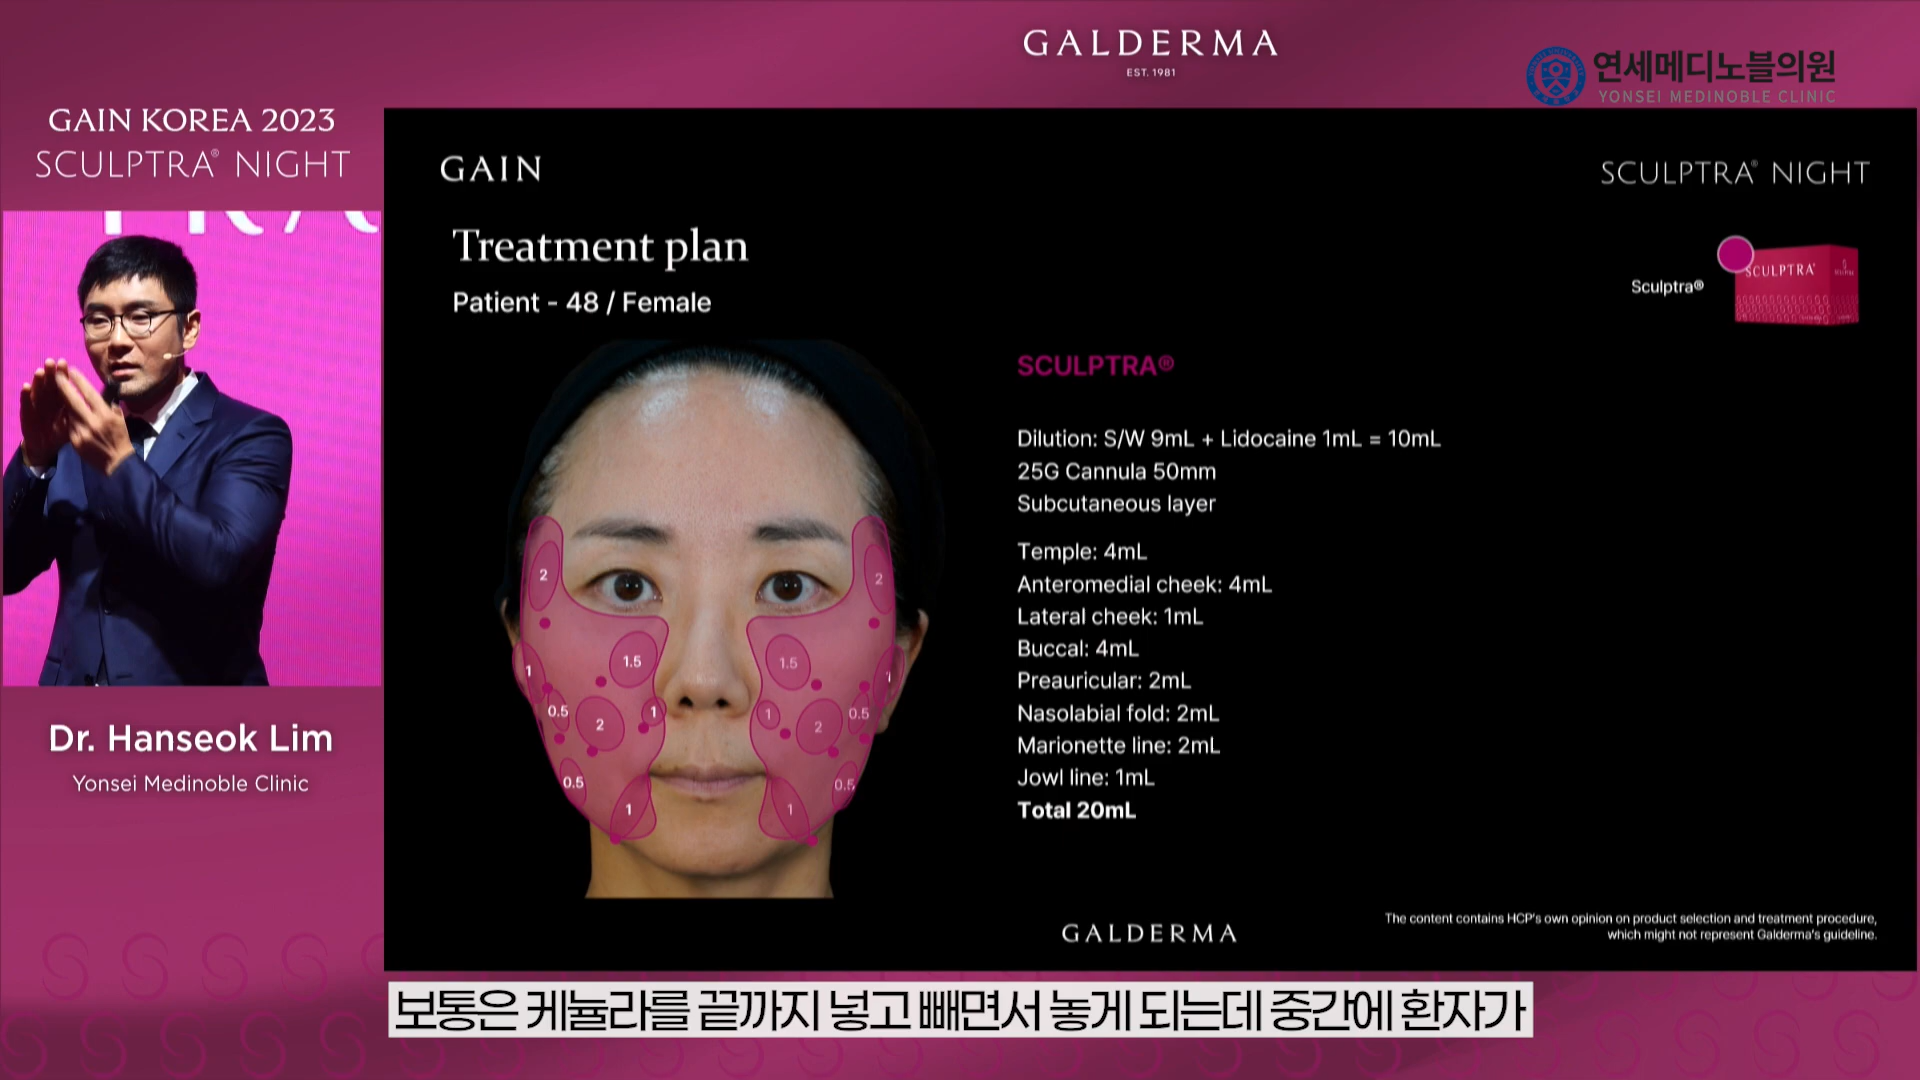 GALDERMA
EST. 1981
연세메디노블의원
YONSEI MEDINOBLE CLINIC
GAIN KOREA 2023
SCULPTRA® NIGHT
GAIN
SCULPTRA® NIGHT
Treatment plan
Patient - 48 / Female
Sculptra®
SCULPTRA
SCULPTRA®
Dilution: S/W 9mL + Lidocaine 1mL = 10mL
25G Cannula 50mm
Subcutaneous layer
Temple: 4mL
Anteromedial cheek: 4mL
Lateral cheek: 1mL
Buccal: 4mL
Preauricular: 2mL
Nasolabial fold: 2mL
Marionette line: 2mL
Jowl line: 1mL
Total 20mL
2 2
1.5 1.5
1 1
0.5 2 1 1 2 0.5
0.5 0.5
1 1
Dr. Hanseok Lim
Yonsei Medinoble Clinic
GALDERMA
The content contains HCP's own opinion on product selection and treatment procedure,
which might not represent Galderma's guideline.
보통은 케뉼라를 끝까지 넣고 빼면서 놓게 되는데 중간에 환자가